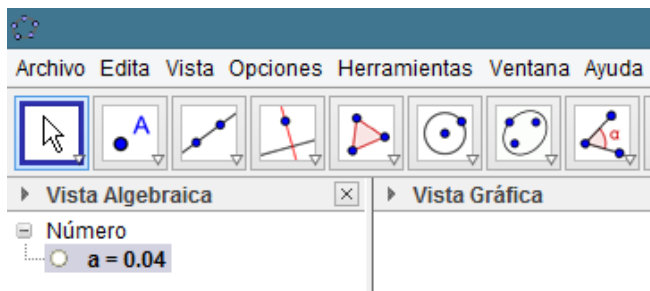 Archivo Edita Vista Opciones Herramientas Ventana Ayuda
A α
Vista Algebraica Vista Gráfica
Número
a = 0.04